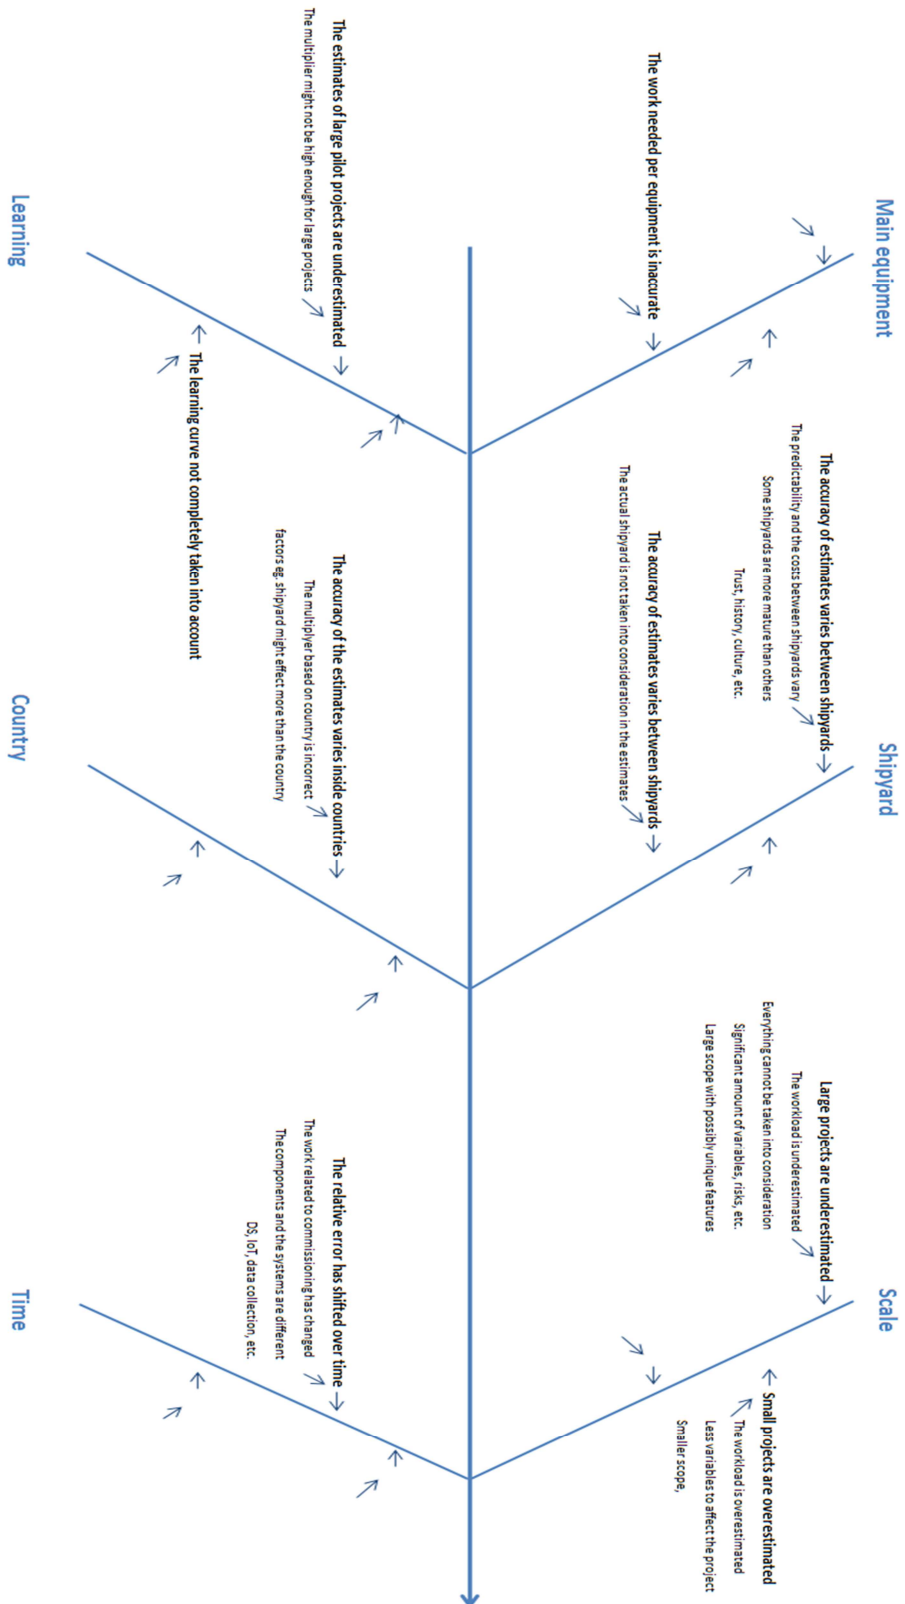 Main equipment
Shipyard
Scale
The accuracy of estimates varies between shipyards
The predictability and the costs between shipyards vary
Some shipyards are more mature than others
Trust, history, culture, etc.
Large projects are underestimated
The workload is underestimated
Everything cannot be taken into consideration
Significant amount of variables, risks, etc.
Large scope with possibly unique features
Small projects are overestimated
The workload is overestimated
Less variables to affect the project
Smaller scope,
The work needed per equipment is inaccurate
The accuracy of estimates varies between shipyards
The actual shipyard is not taken into consideration in the estimates
The estimates of large pilot projects are underestimated
The multiplier might not be high enough for large projects
The accuracy of the estimates varies inside countries
The multiplyer based on country is incorrect
factors eg. shipyard might effect more than the country
The relative error has shifted over time
The work related to commissioning has changed
The components and the systems are different
DS, IoT, data collection, etc.
The learning curve not completely taken into account
Learning
Country
Time